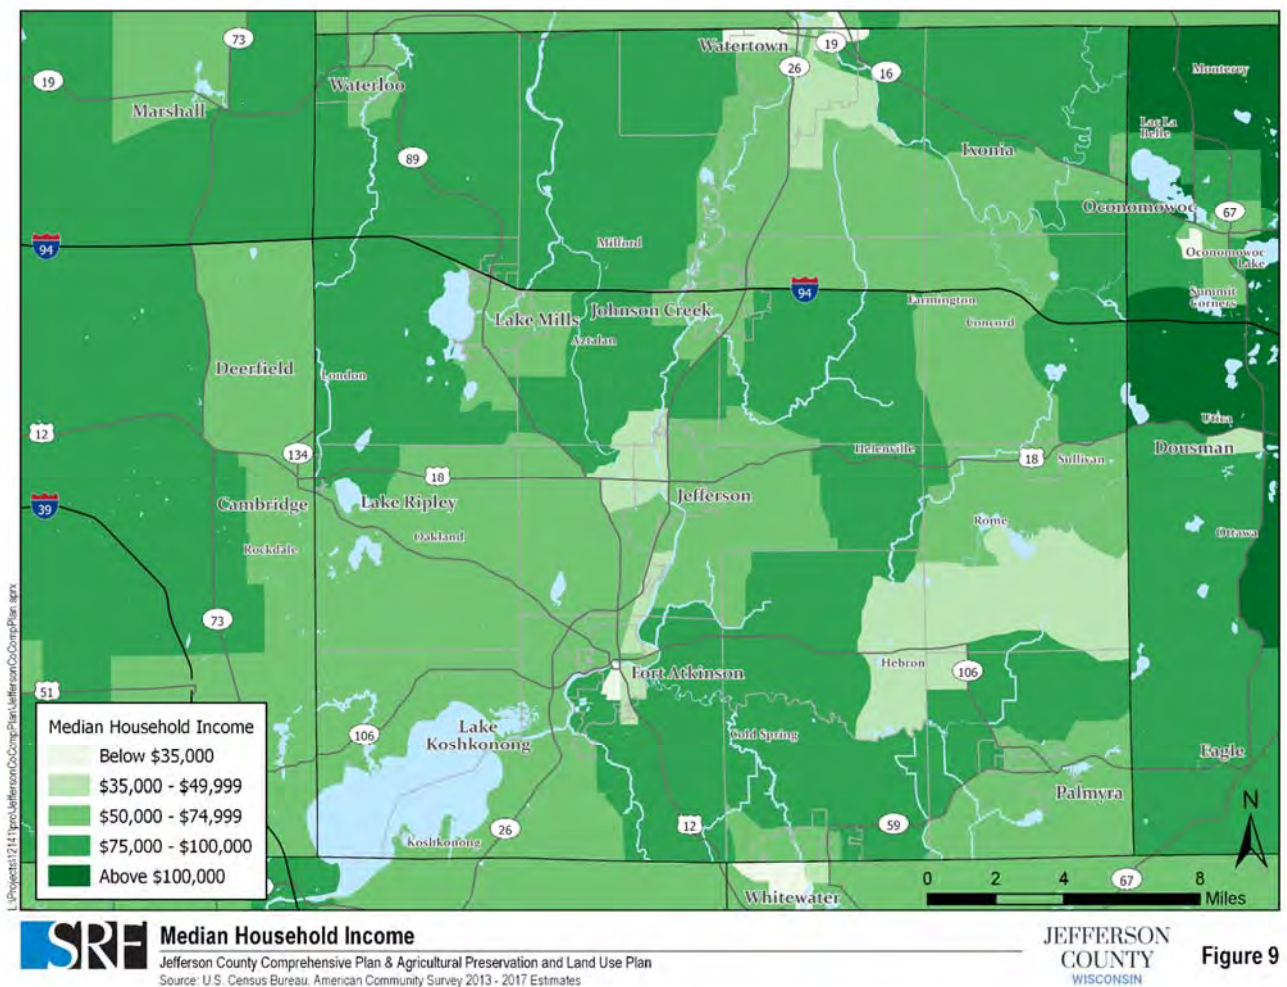 73
19
Marshall
Waterloo
89
Watertown
19
26
16
Monterey
Lac La
Belle
Ixonia
Oconomowoc
67
Oconomowoc
Lake
Summit
Corners
94
Milford
94
Farmington
Concord
Lake Mills
Johnson Creek
Aztalan
Deerfield
London
12
134
18
Helenville
18
Sullivan
Utica
Dousman
39
Cambridge
Lake Ripley
Jefferson
Oakland
Rockdale
Rome
Ottawa
73
51
Hebron
106
Fort Atkinson
106
Lake
Koshkonong
Cold Spring
Eagle
Palmyra
Koshkonong
26
12
59
67
Whitewater
Median Household Income
Below $35,000
$35,000 - $49,999
$50,000 - $74,999
$75,000 - $100,000
Above $100,000
N
0 2 4 8
Miles
L:\Projects\12141\pro\JeffersonCoCompPlan\JeffersonCoCompPlan.aprx
SRF
Median Household Income
Jefferson County Comprehensive Plan & Agricultural Preservation and Land Use Plan
Source: U.S. Census Bureau, American Community Survey 2013 - 2017 Estimates
JEFFERSON
COUNTY
WISCONSIN
Figure 9